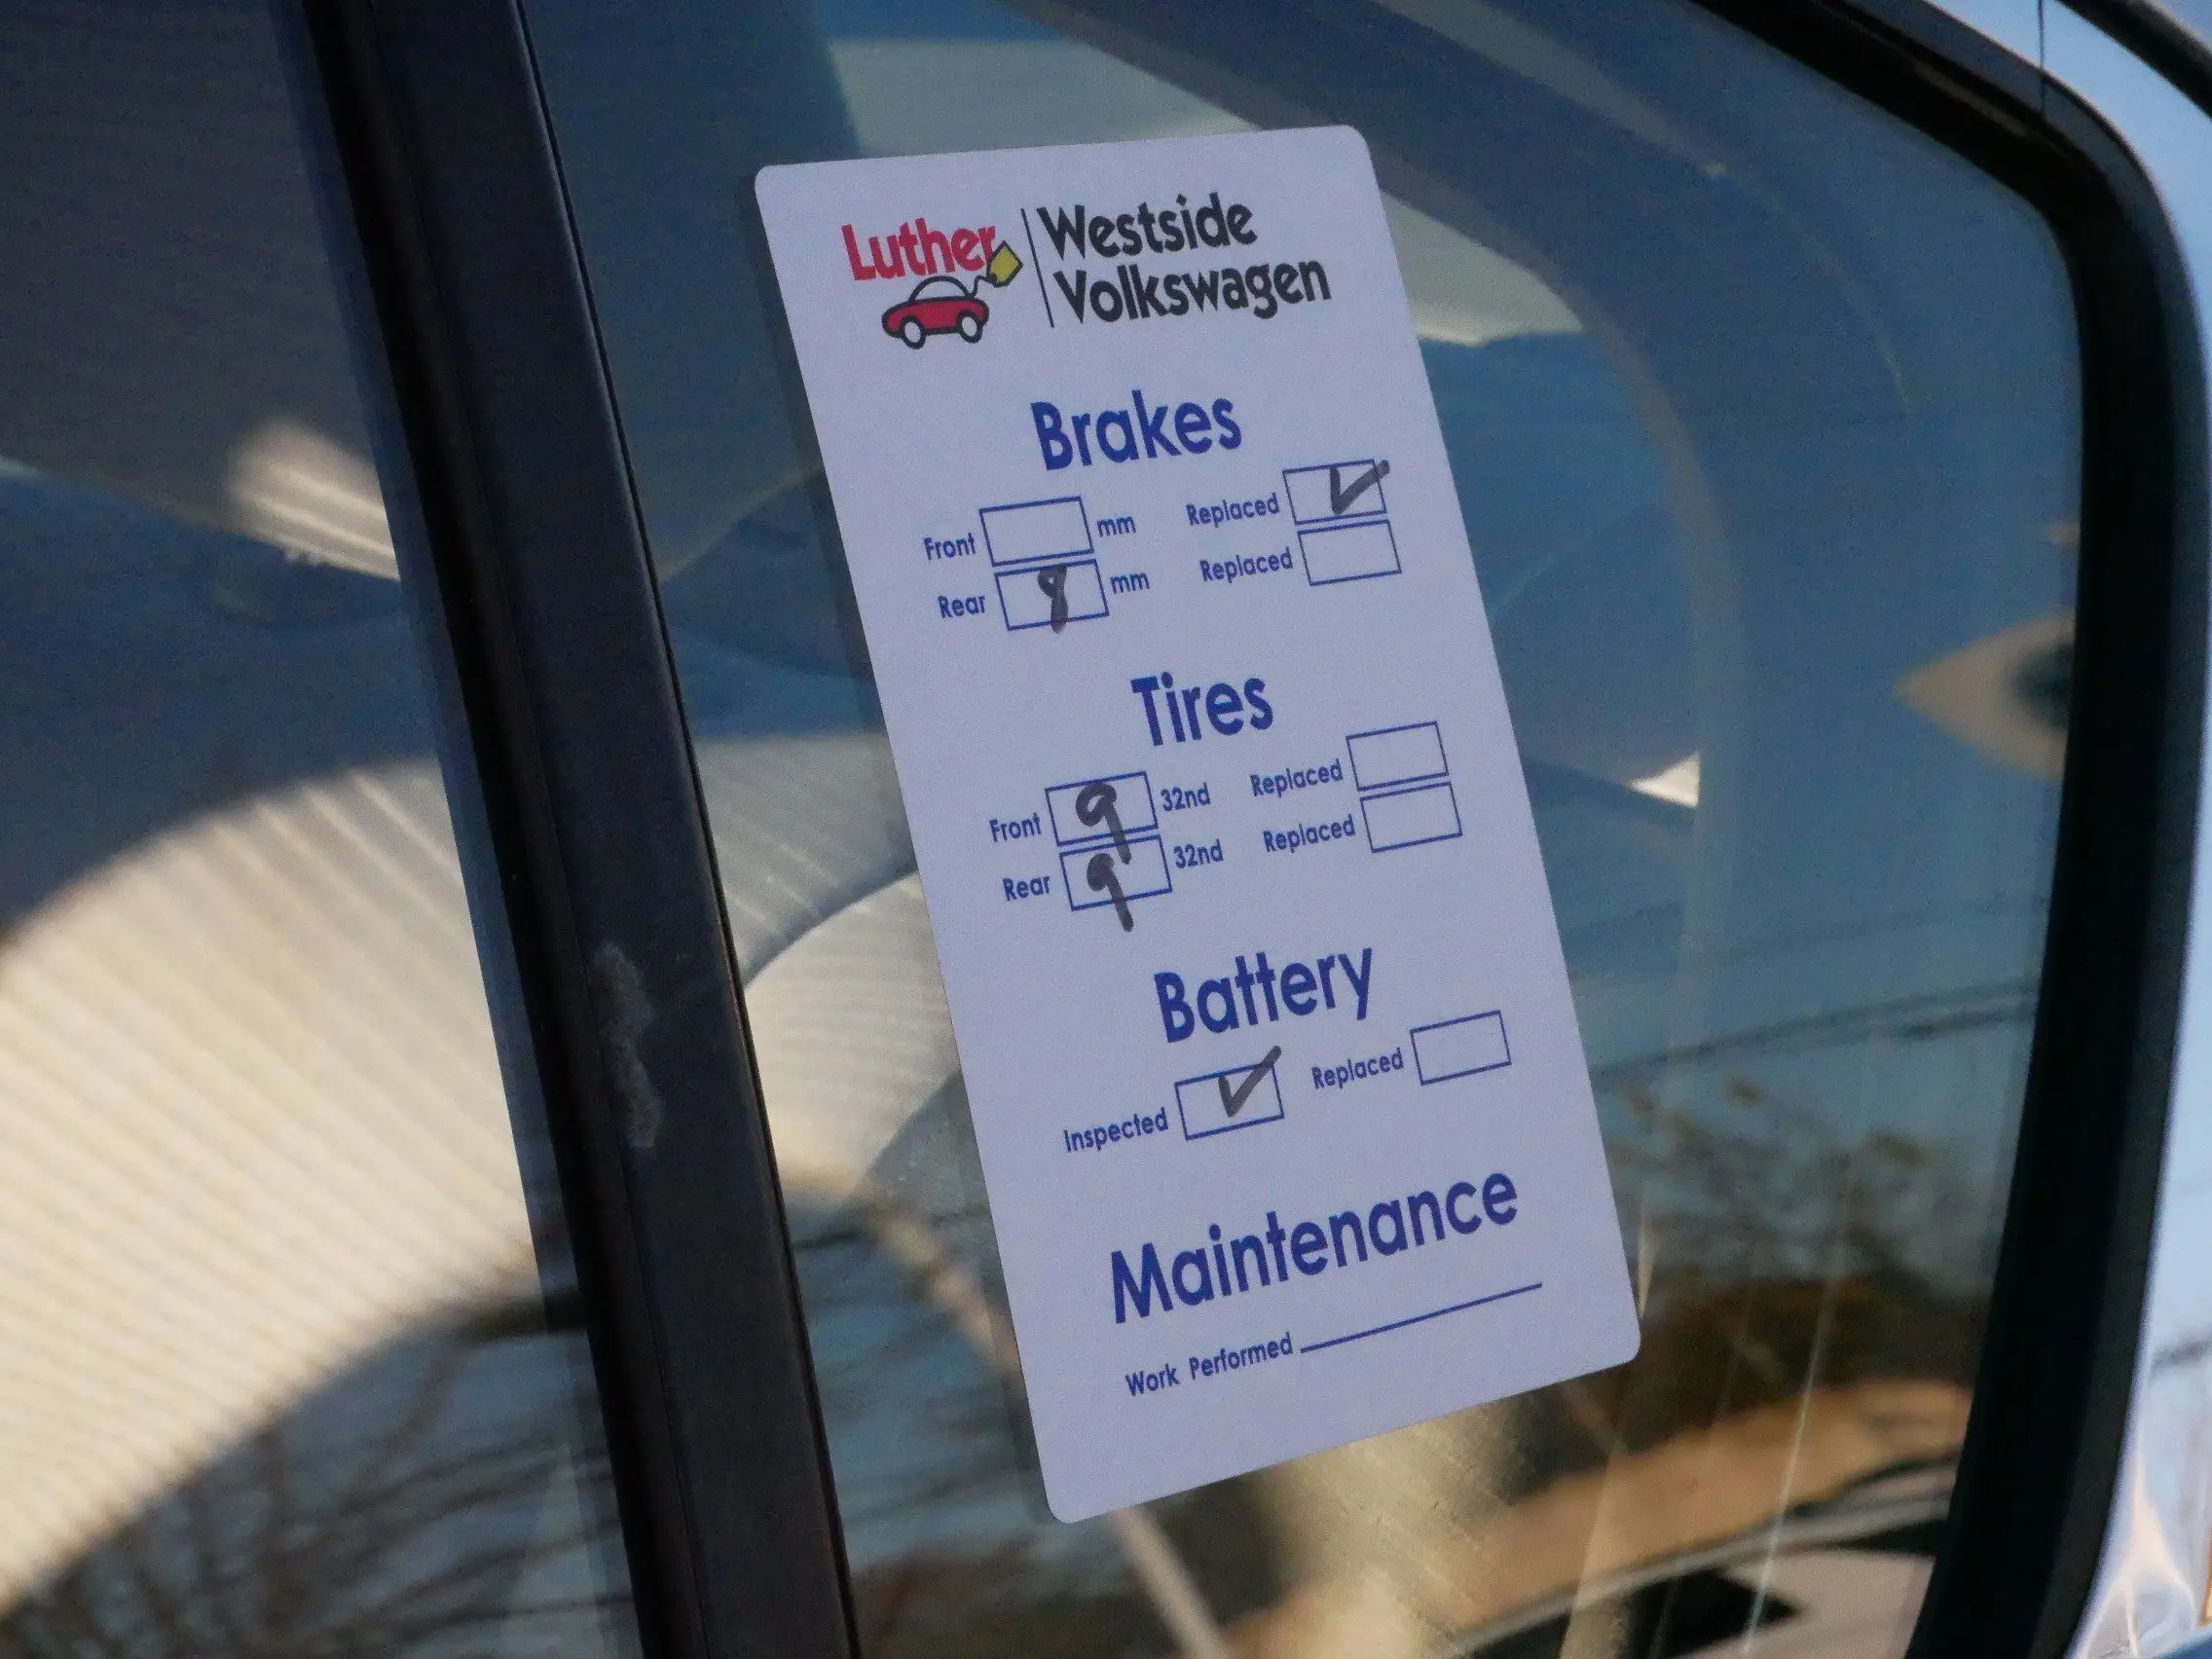 Luther Westside
Volkswagen
Brakes
Front mm Replaced ✓
Rear 8 mm Replaced
Tires
Front 9 32nd Replaced
Rear 9 32nd Replaced
Battery
Inspected ✓ Replaced
Maintenance
Work Performed